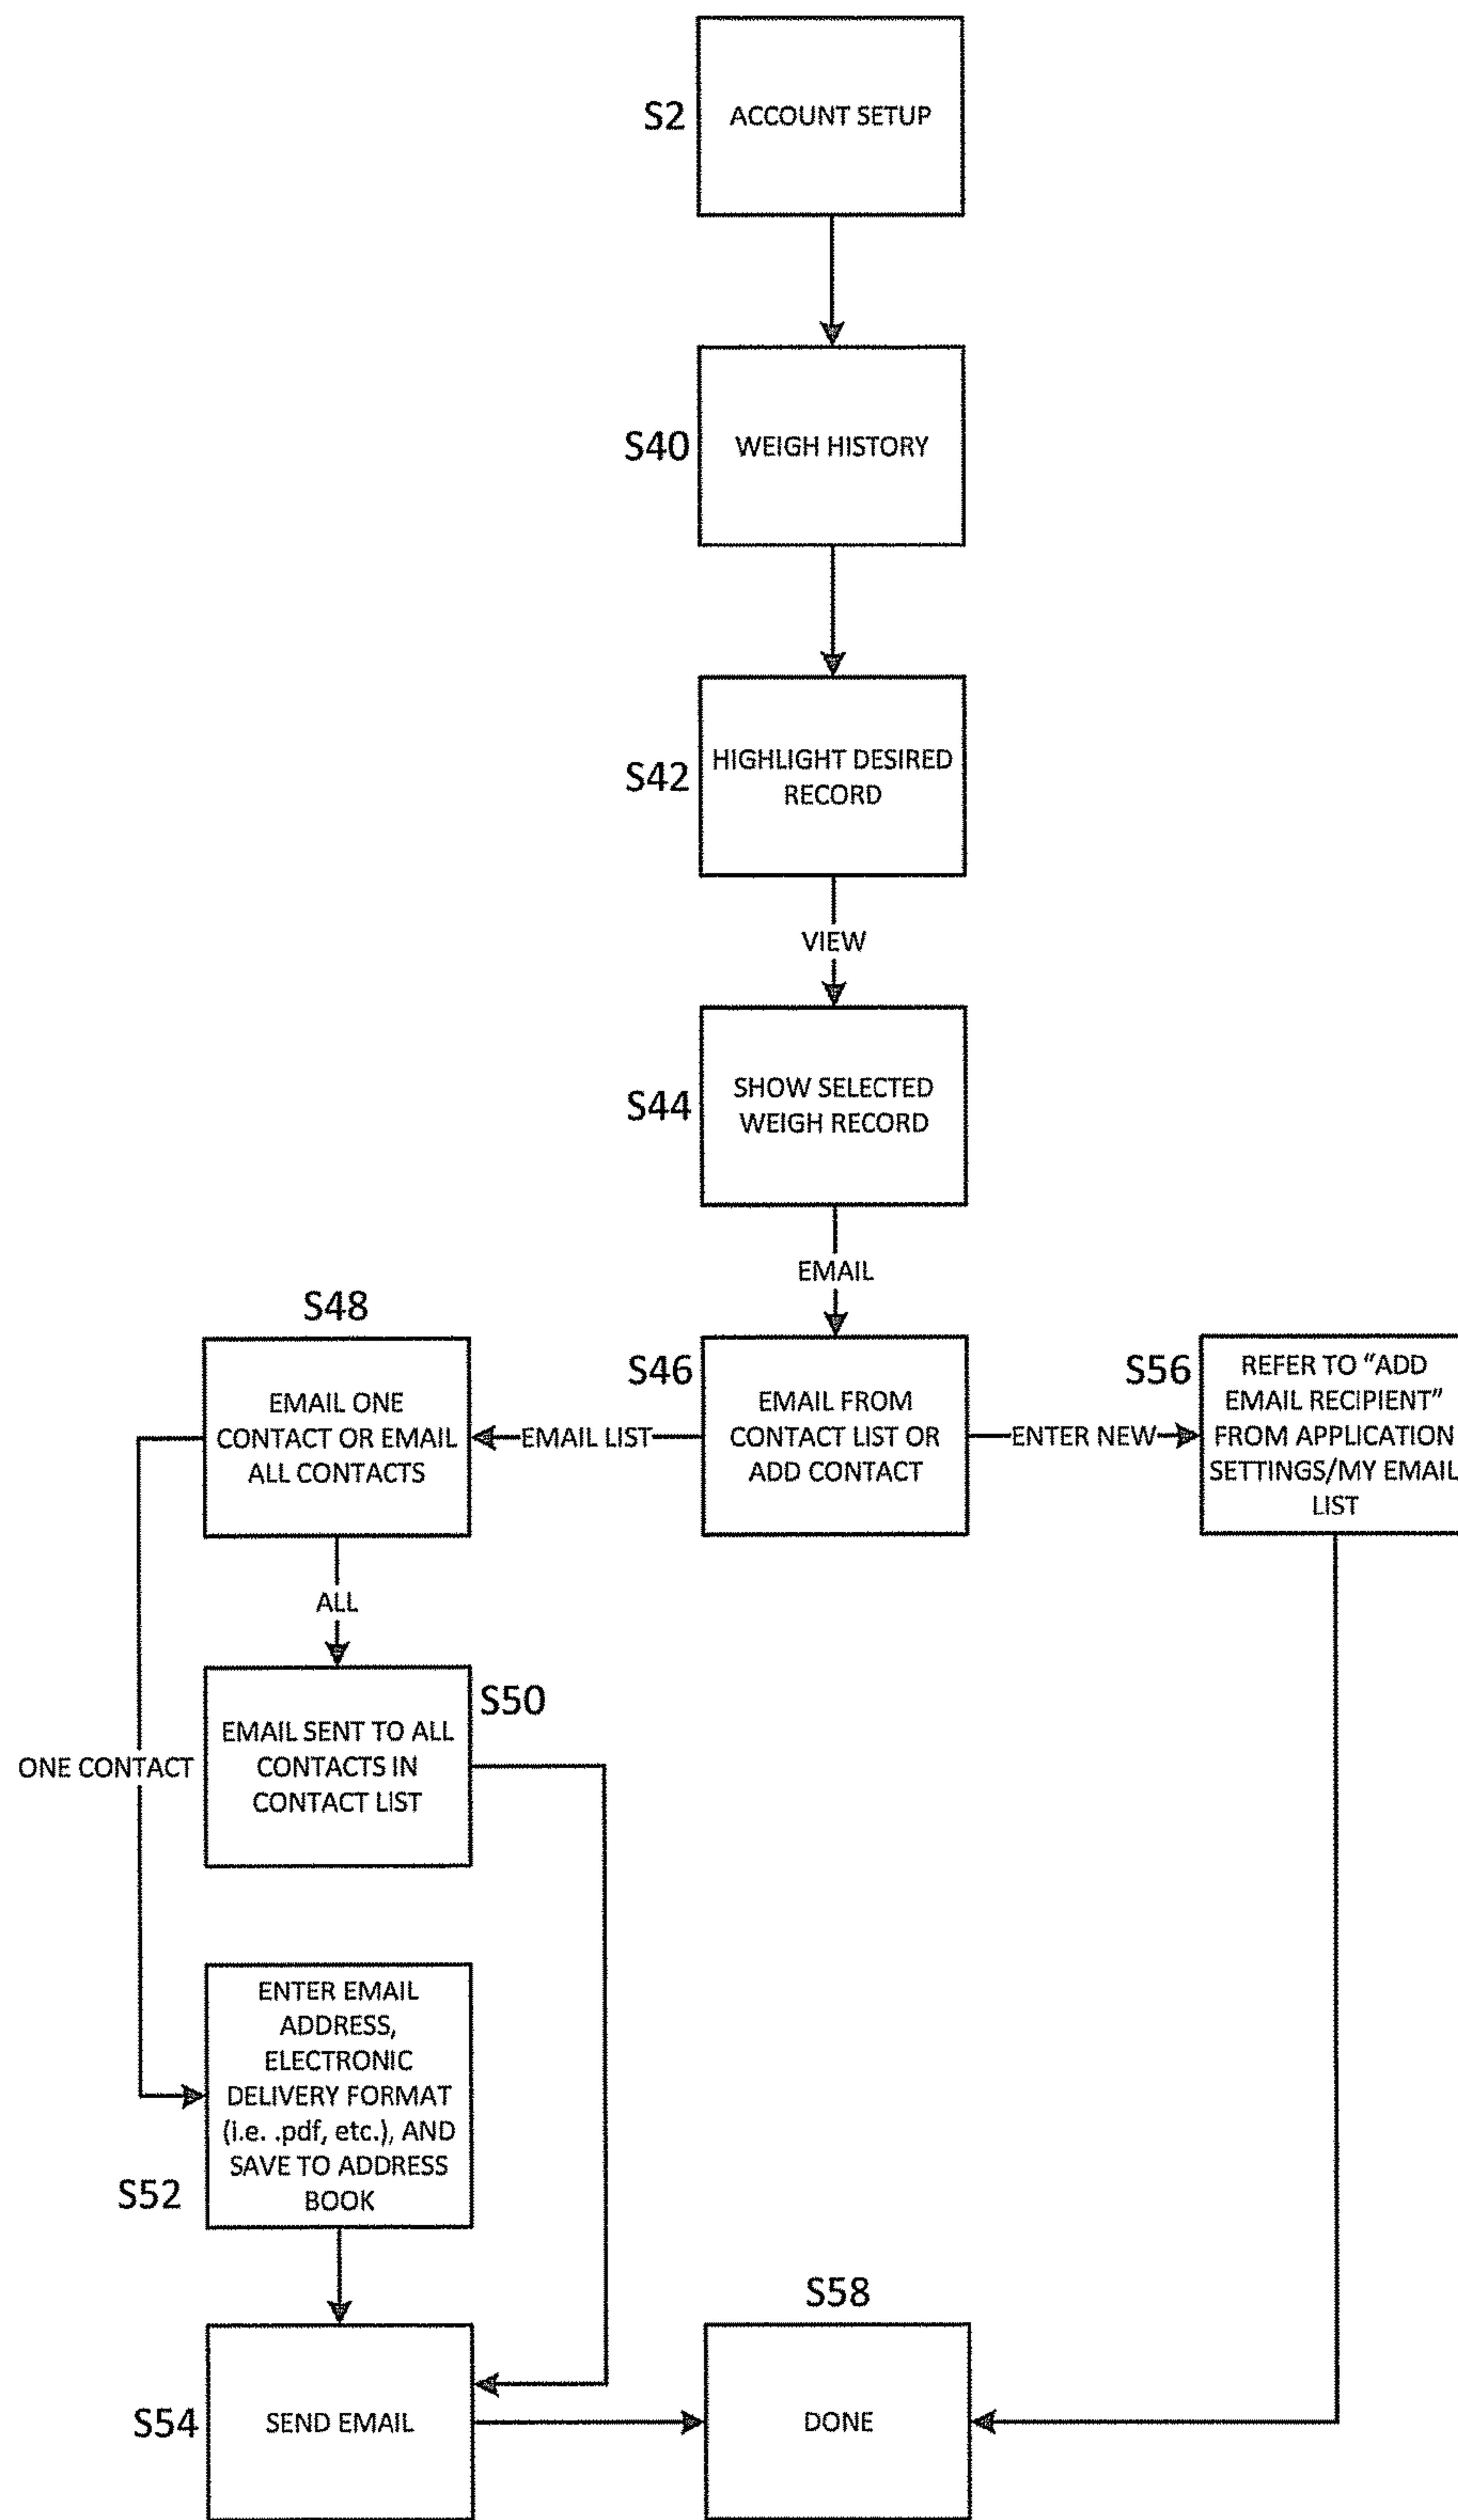 S2
ACCOUNT SETUP
S40
WEIGH HISTORY
S42
HIGHLIGHT DESIRED
RECORD
VIEW
S44
SHOW SELECTED
WEIGH RECORD
EMAIL
S48
EMAIL ONE
CONTACT OR EMAIL
ALL CONTACTS
EMAIL LIST
S46
EMAIL FROM
CONTACT LIST OR
ADD CONTACT
ENTER NEW
S56
REFER TO “ADD
EMAIL RECIPIENT”
FROM APPLICATION
SETTINGS/MY EMAIL
LIST
ALL
S50
EMAIL SENT TO ALL
CONTACTS IN
CONTACT LIST
ONE CONTACT
ENTER EMAIL
ADDRESS,
ELECTRONIC
DELIVERY FORMAT
(i.e. .pdf, etc.), AND
SAVE TO ADDRESS
BOOK
S52
S54
SEND EMAIL
S58
DONE